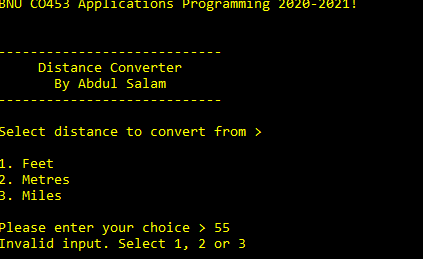 BNU CO453 Applications Programming 2020-2021!
----------------------------
Distance Converter
By Abdul Salam
----------------------------
Select distance to convert from >
1. Feet
2. Metres
3. Miles
Please enter your choice > 55
Invalid input. Select 1, 2 or 3